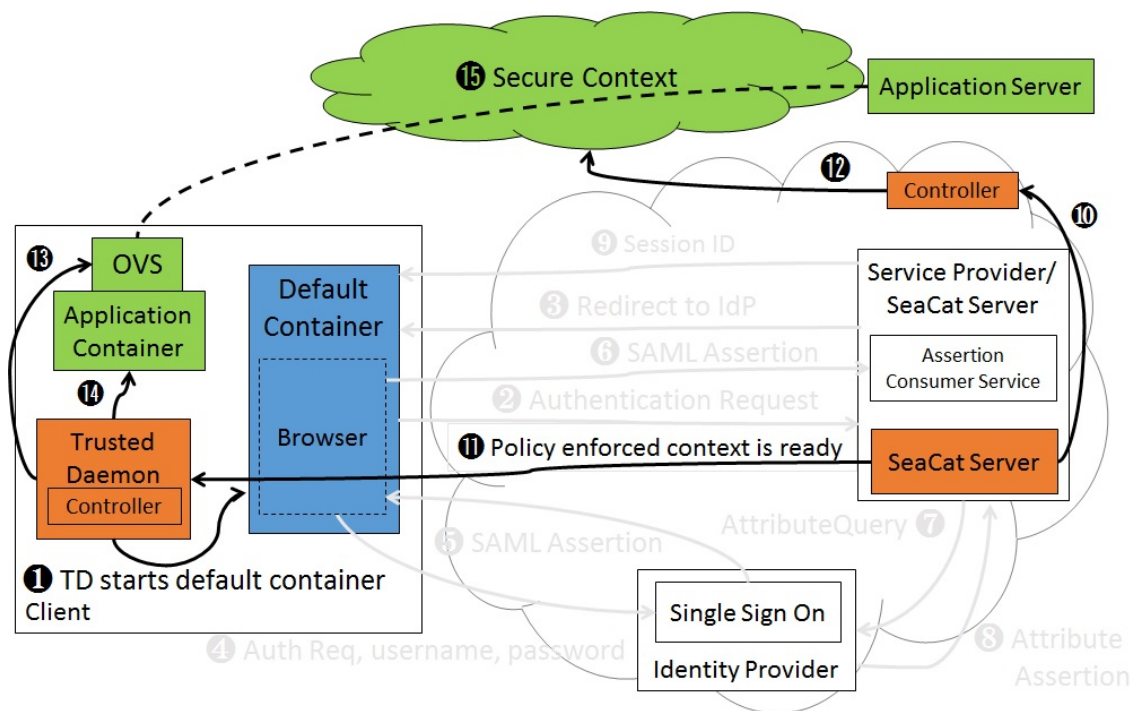 ⓯ Secure Context
Application Server
⓬
Controller
❿
⓭
OVS
Application
Container
⓮
Trusted
Daemon
Controller
Default
Container
Browser
❾ Session ID
❸ Redirect to IdP
❻ SAML Assertion
❷ Authentication Request
⓫ Policy enforced context is ready
Service Provider/
SeaCat Server
Assertion
Consumer Service
SeaCat Server
AttributeQuery ❼
❺ SAML Assertion
❶ TD starts default container
Client
❹ Auth Req, username, password
Single Sign On
Identity Provider
❽ Attribute
Assertion